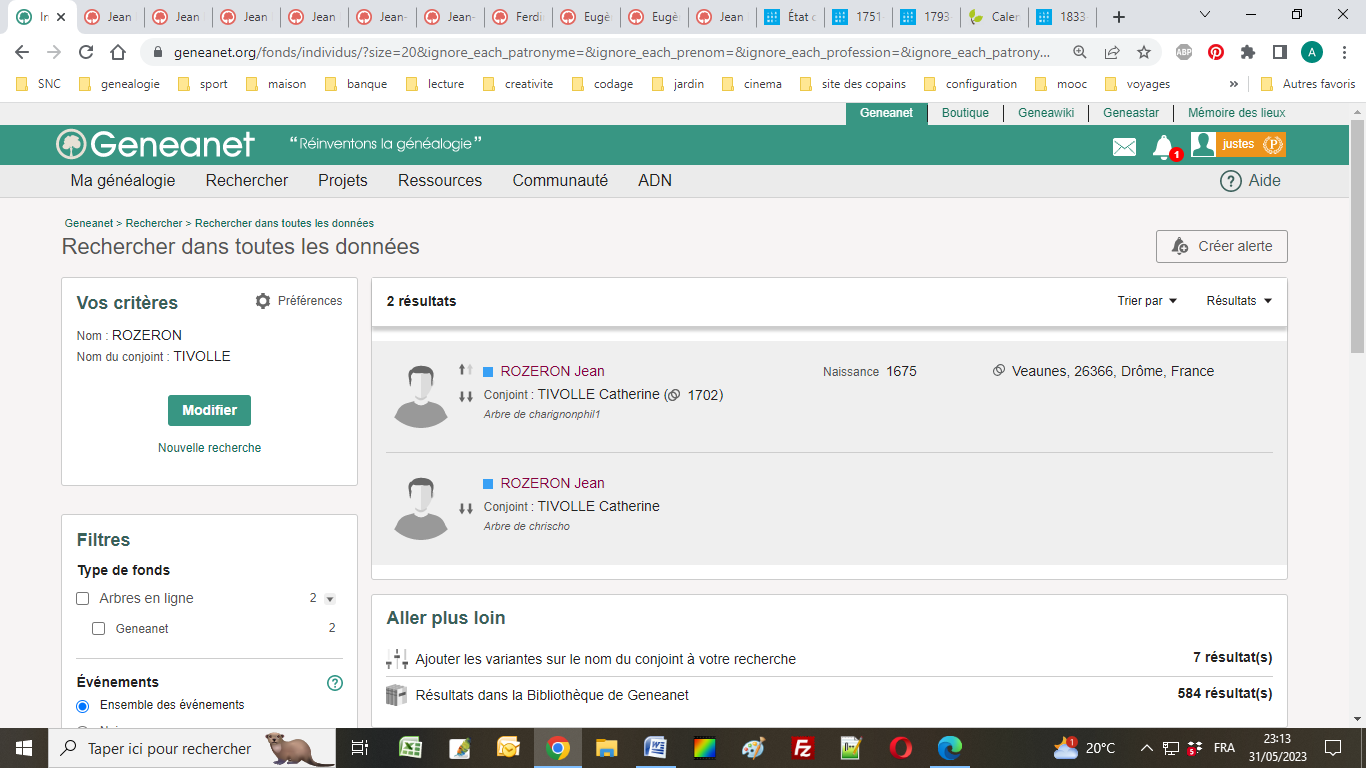 Jean
Jean
Jean
Jean
Jean-
Jean-
Ferdi
Eugè
Eugè
Jean
État c
1751
1793
Caler
1833
geneanet.org/fonds/individus/?size=20&ignore_each_patronyme=&ignore_each_prenom=&ignore_each_profession=&ignore_each_patrony...
ABP
A
SNC
genealogie
sport
maison
banque
lecture
creativite
codage
jardin
cinema
site des copains
configuration
mooc
voyages
»
Autres favoris
Geneanet
Boutique
Geneawiki
Geneastar
Mémoire des lieux
Geneanet
“Réinventons la généalogie”
1
justes
P
Ma généalogie
Rechercher
Projets
Ressources
Communauté
ADN
? Aide
Geneanet > Rechercher > Rechercher dans toutes les données
Rechercher dans toutes les données
Créer alerte
Vos critères
Préférences
Nom : ROZERON
Nom du conjoint : TIVOLLE
Modifier
Nouvelle recherche
2 résultats
Trier par
Résultats
ROZERON Jean
Naissance 1675
Veaunes, 26366, Drôme, France
Conjoint : TIVOLLE Catherine ( 1702)
Arbre de charignonphil1
ROZERON Jean
Conjoint : TIVOLLE Catherine
Arbre de chrischo
Filtres
Type de fonds
Arbres en ligne 2
Geneanet 2
Événements ?
Ensemble des événements
Aller plus loin
Ajouter les variantes sur le nom du conjoint à votre recherche 7 résultat(s)
Résultats dans la Bibliothèque de Geneanet 584 résultat(s)
Taper ici pour rechercher
1
20°C
FRA
23:13
31/05/2023